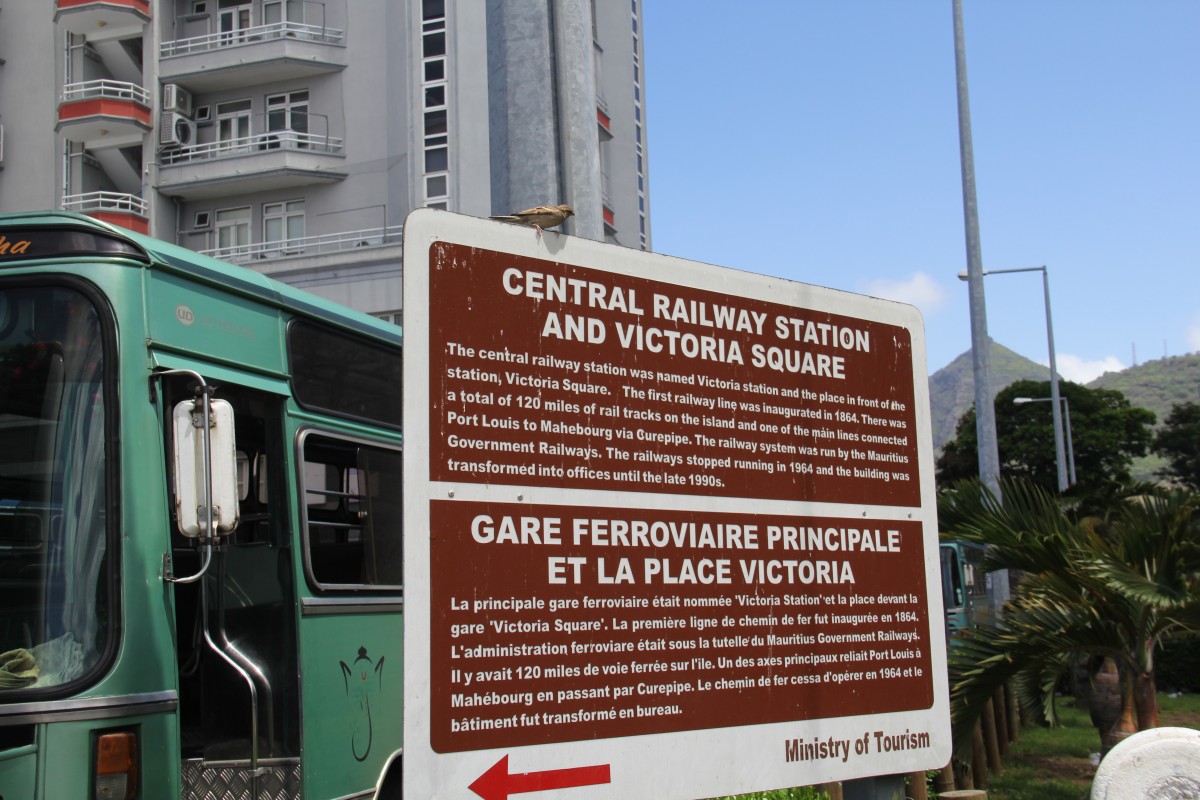 ha
UD
CENTRAL RAILWAY STATION
AND VICTORIA SQUARE
The central railway station was named Victoria station and the place in front of the
station, Victoria Square. The first railway line was inaugurated in 1864. There was
a total of 120 miles of rail tracks on the island and one of the main lines connected
Port Louis to Mahebourg via Curepipe. The railway system was run by the Mauritius
Government Railways. The railways stopped running in 1964 and the building was
transformed into offices until the late 1990s.
GARE FERROVIAIRE PRINCIPALE
ET LA PLACE VICTORIA
La principale gare ferroviaire était nommée 'Victoria Station' et la place devant la
gare 'Victoria Square'. La première ligne de chemin de fer fut inaugurée en 1864.
L'administration ferroviaire était sous la tutelle du Mauritius Government Railways.
Il y avait 120 miles de voie ferrée sur l'ile. Un des axes principaux reliait Port Louis à
Mahébourg en passant par Curepipe. Le chemin de fer cessa d'opérer en 1964 et le
bâtiment fut transformé en bureau.
Ministry of Tourism